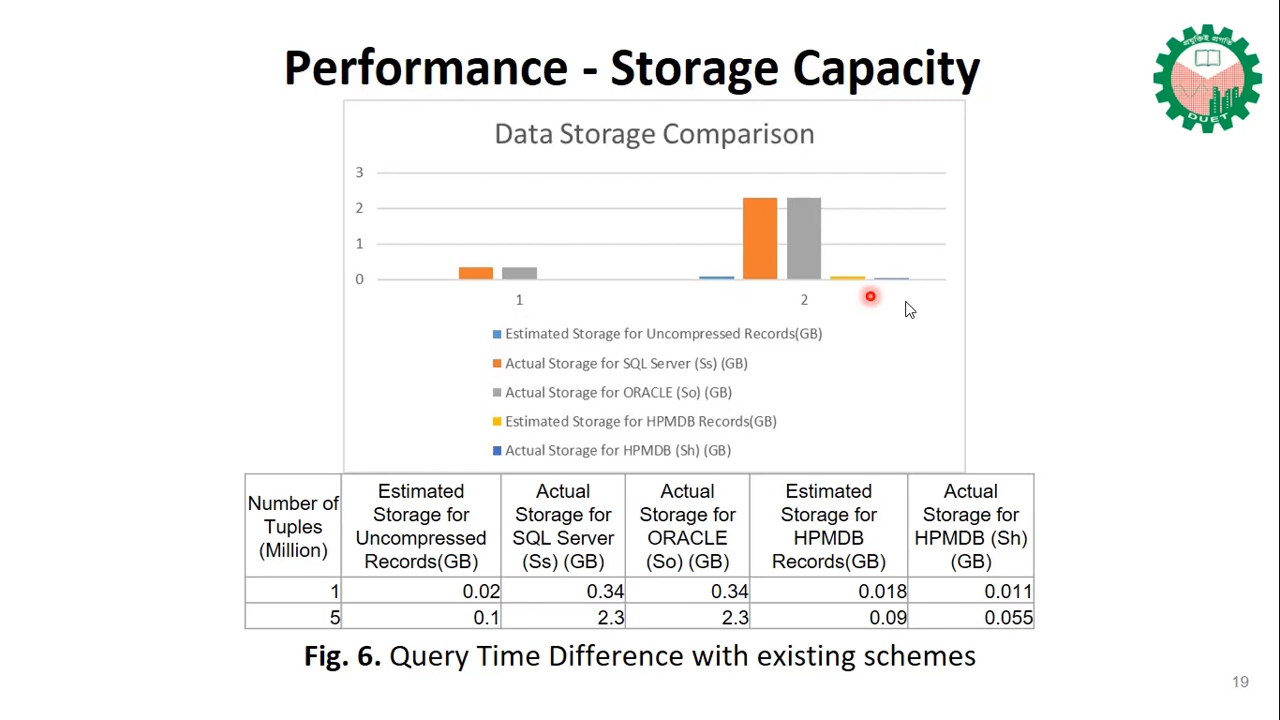 Performance - Storage Capacity
প্রযুক্তিই প্রগতি
DUET
Data Storage Comparison
3
2
1
0
1
2
Estimated Storage for Uncompressed Records(GB)
Actual Storage for SQL Server (Ss) (GB)
Actual Storage for ORACLE (So) (GB)
Estimated Storage for HPMDB Records(GB)
Actual Storage for HPMDB (Sh) (GB)
Number of Tuples (Million)
Estimated Storage for Uncompressed Records(GB)
Actual Storage for SQL Server (Ss) (GB)
Actual Storage for ORACLE (So) (GB)
Estimated Storage for HPMDB Records(GB)
Actual Storage for HPMDB (Sh) (GB)
1 0.02 0.34 0.34 0.018 0.011
5 0.1 2.3 2.3 0.09 0.055
Fig. 6. Query Time Difference with existing schemes
19